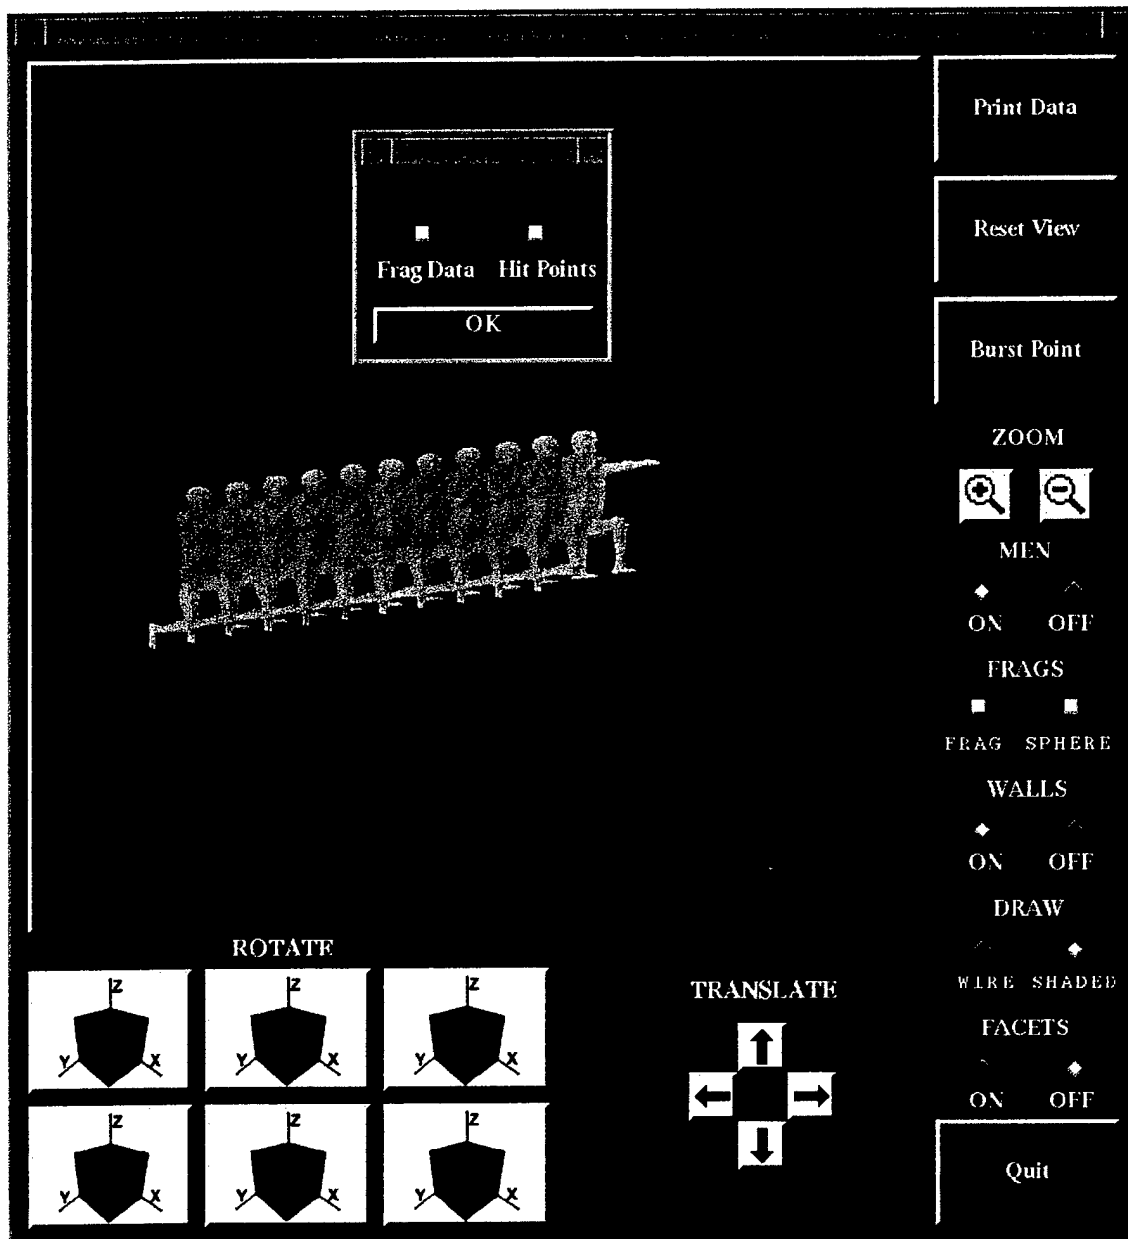 Print Data
Reset View
Burst Point
Frag Data Hit Points
OK
ZOOM
MEN
ON OFF
FRAGS
FRAG SPHERE
WALLS
ON OFF
DRAW
WIRE SHADED
FACETS
ON OFF
Quit
ROTATE
Z Y X
Z Y X
Z Y X
Z Y X
Z Y X
Z Y X
TRANSLATE